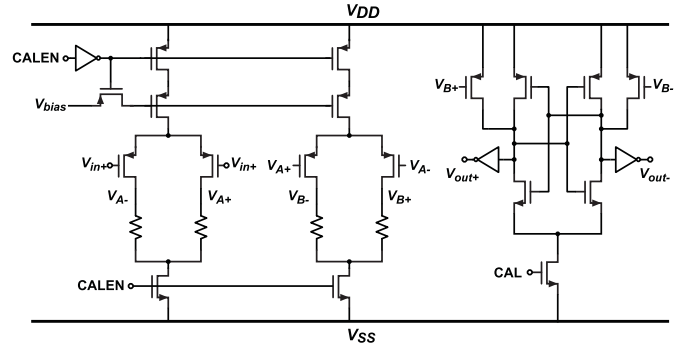 VDD
CALEN
Vbias
VB+
VB-
Vin+
Vin+
VA+
VA-
VA-
VA+
VB-
VB+
Vout+
Vout-
CAL
CALEN
VSS